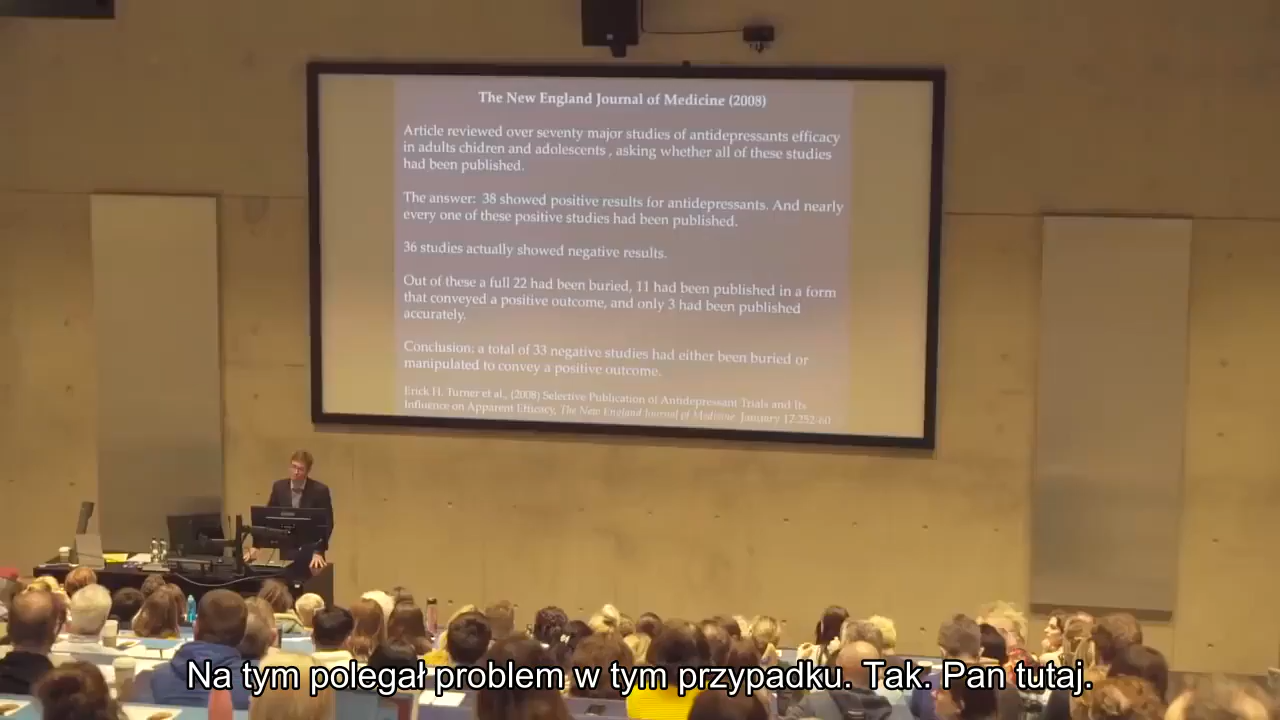 The New England Journal of Medicine (2008)
Article reviewed over seventy major studies of antidepressants efficacy
in adults chidren and adolescents , asking whether all of these studies
had been published.
The answer: 38 showed positive results for antidepressants. And nearly
every one of these positive studies had been published.
36 studies actually showed negative results.
Out of these a full 22 had been buried, 11 had been published in a form
that conveyed a positive outcome, and only 3 had been published
accurately.
Conclusion: a total of 33 negative studies had either been buried or
manipulated to convey a positive outcome.
Erick H. Turner et al., (2008) Selective Publication of Antidepressant Trials and Its
Influence on Apparent Efficacy, The New England Journal of Medicine. January 17:252-60
Na tym polegał problem w tym przypadku. Tak. Pan tutaj.